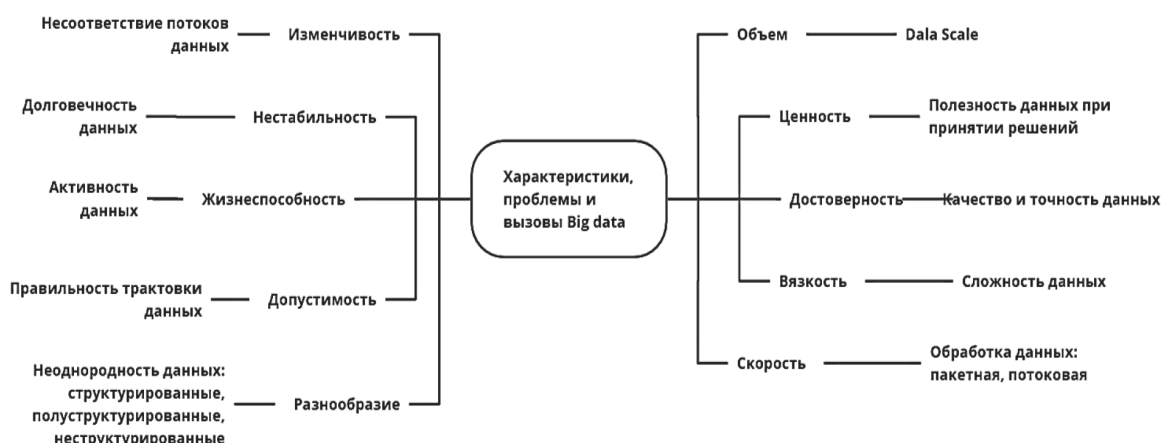 Несоответствие потоков
данных
Изменчивость
Долговечность
данных
Нестабильность
Активность
данных
Жизнеспособность
Правильность трактовки
данных
Допустимость
Неоднородность данных:
структурированные,
полуструктурированные,
неструктурированные
Разнообразие
Характеристики,
проблемы и
вызовы Big data
Объем
Dala Scale
Ценность
Полезность данных при
принятии решений
Достоверность
Качество и точность данных
Вязкость
Сложность данных
Скорость
Обработка данных:
пакетная, потоковая